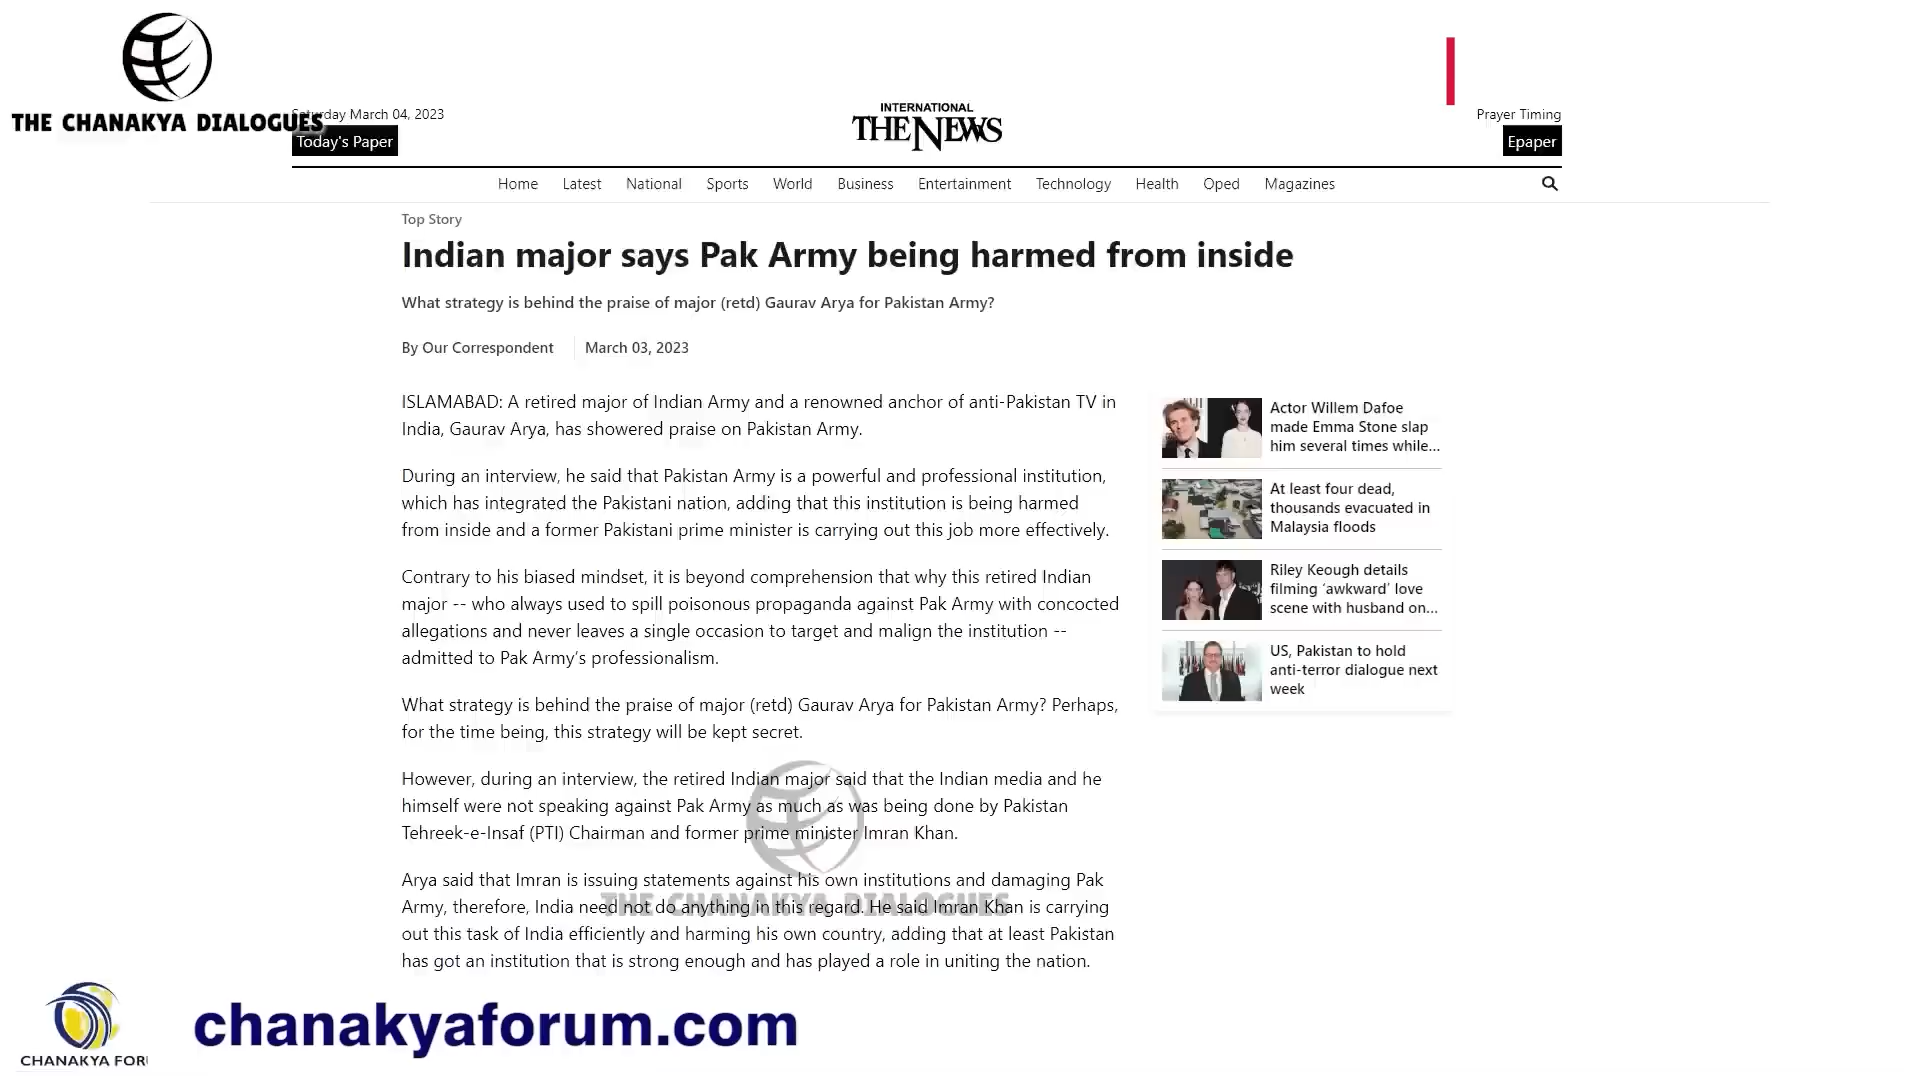 THE CHANAKYA DIALOGUES
Saturday March 04, 2023
Today's Paper
INTERNATIONAL
THE NEWS
Prayer Timing
Epaper
Home Latest National Sports World Business Entertainment Technology Health Oped Magazines
Top Story
Indian major says Pak Army being harmed from inside
What strategy is behind the praise of major (retd) Gaurav Arya for Pakistan Army?
By Our Correspondent March 03, 2023
ISLAMABAD: A retired major of Indian Army and a renowned anchor of anti-Pakistan TV in
India, Gaurav Arya, has showered praise on Pakistan Army.
During an interview, he said that Pakistan Army is a powerful and professional institution,
which has integrated the Pakistani nation, adding that this institution is being harmed
from inside and a former Pakistani prime minister is carrying out this job more effectively.
Contrary to his biased mindset, it is beyond comprehension that why this retired Indian
major -- who always used to spill poisonous propaganda against Pak Army with concocted
allegations and never leaves a single occasion to target and malign the institution --
admitted to Pak Army's professionalism.
What strategy is behind the praise of major (retd) Gaurav Arya for Pakistan Army? Perhaps,
for the time being, this strategy will be kept secret.
However, during an interview, the retired Indian major said that the Indian media and he
himself were not speaking against Pak Army as much as was being done by Pakistan
Tehreek-e-Insaf (PTI) Chairman and former prime minister Imran Khan.
Arya said that Imran is issuing statements against his own institutions and damaging Pak
Army, therefore, India need not do anything in this regard. He said Imran Khan is carrying
out this task of India efficiently and harming his own country, adding that at least Pakistan
has got an institution that is strong enough and has played a role in uniting the nation.
THE CHANAKYA DIALOGUES
Actor Willem Dafoe
made Emma Stone slap
him several times while...
At least four dead,
thousands evacuated in
Malaysia floods
Riley Keough details
filming ‘awkward’ love
scene with husband on...
US, Pakistan to hold
anti-terror dialogue next
week
CHANAKYA FOR
chanakyaforum.com